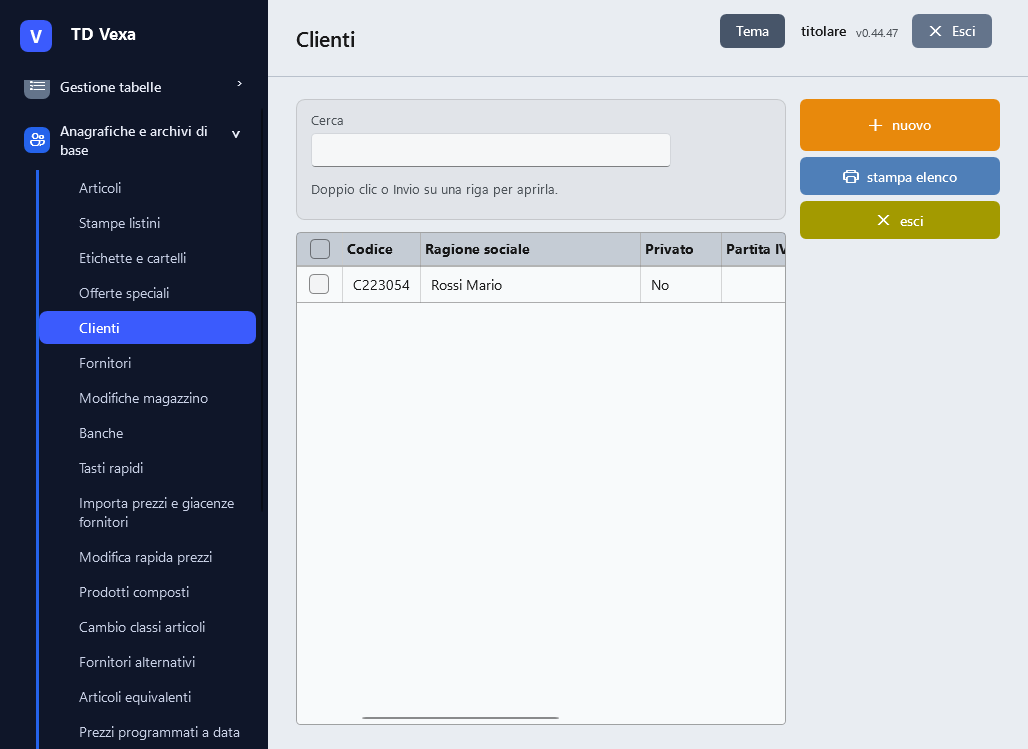 V
TD Vexa
Gestione tabelle
Anagrafiche e archivi di
base
Articoli
Stampe listini
Etichette e cartelli
Offerte speciali
Clienti
Fornitori
Modifiche magazzino
Banche
Tasti rapidi
Importa prezzi e giacenze
fornitori
Modifica rapida prezzi
Prodotti composti
Cambio classi articoli
Fornitori alternativi
Articoli equivalenti
Prezzi programmati a data
Clienti
Tema
titolare
v0.44.47
Esci
Cerca
Doppio clic o Invio su una riga per aprirla.
nuovo
stampa elenco
esci
Codice Ragione sociale Privato Partita IV
C223054 Rossi Mario No